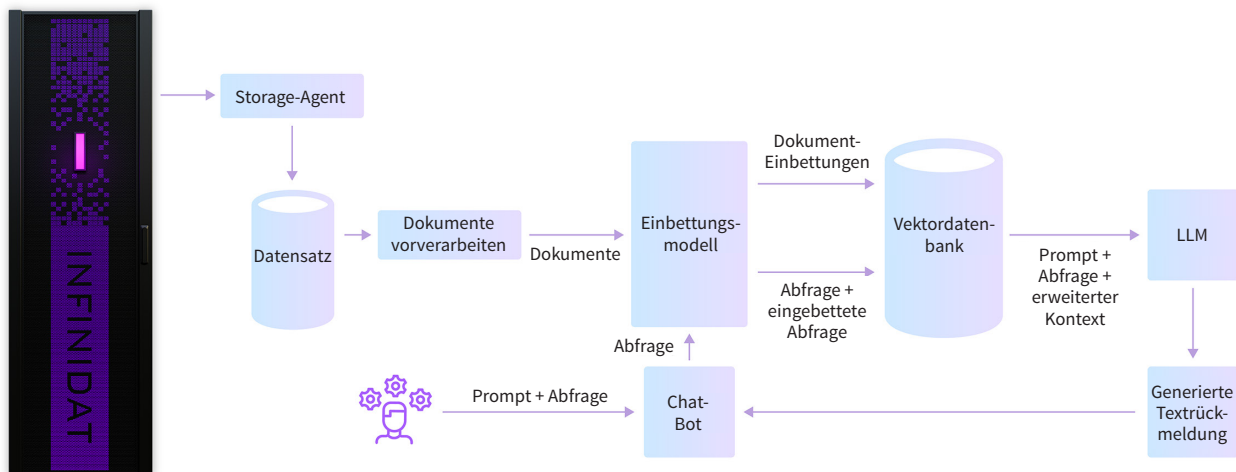 INFINIDAT
Storage-Agent
Datensatz
Dokumente
vorverarbeiten
Dokumente
Einbettungs-
modell
Dokument-
Einbettungen
Abfrage +
eingebettete
Abfrage
Vektordaten-
bank
Prompt +
Abfrage +
erweiterter
Kontext
LLM
Abfrage
Prompt + Abfrage
Chat-
Bot
Generierte
Textrück-
meldung